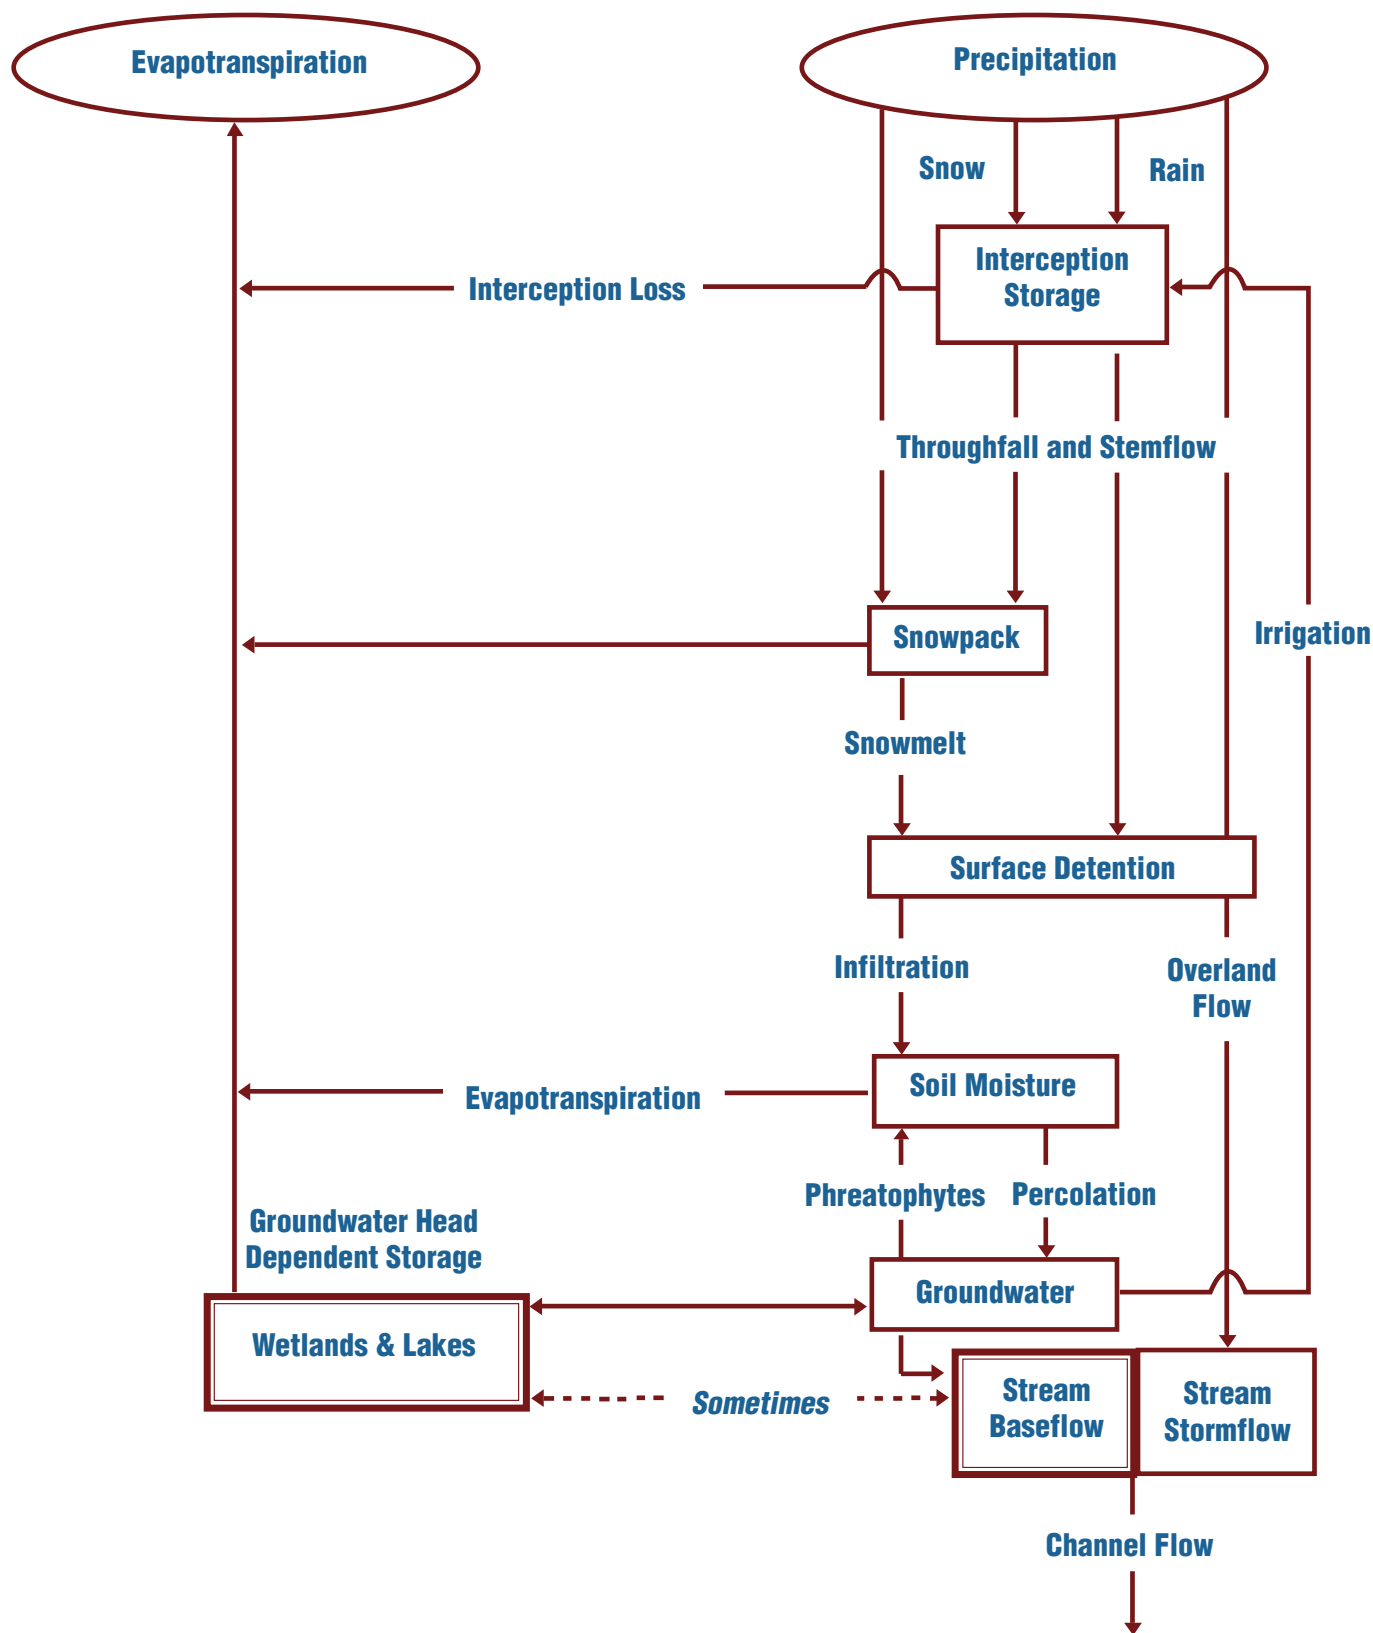 Evapotranspiration
Precipitation
Snow
Rain
Interception
Storage
Interception Loss
Throughfall and Stemflow
Snowpack
Irrigation
Snowmelt
Surface Detention
Infiltration
Overland
Flow
Soil Moisture
Evapotranspiration
Phreatophytes
Percolation
Groundwater Head
Dependent Storage
Groundwater
Wetlands & Lakes
Sometimes
Stream
Baseflow
Stream
Stormflow
Channel Flow